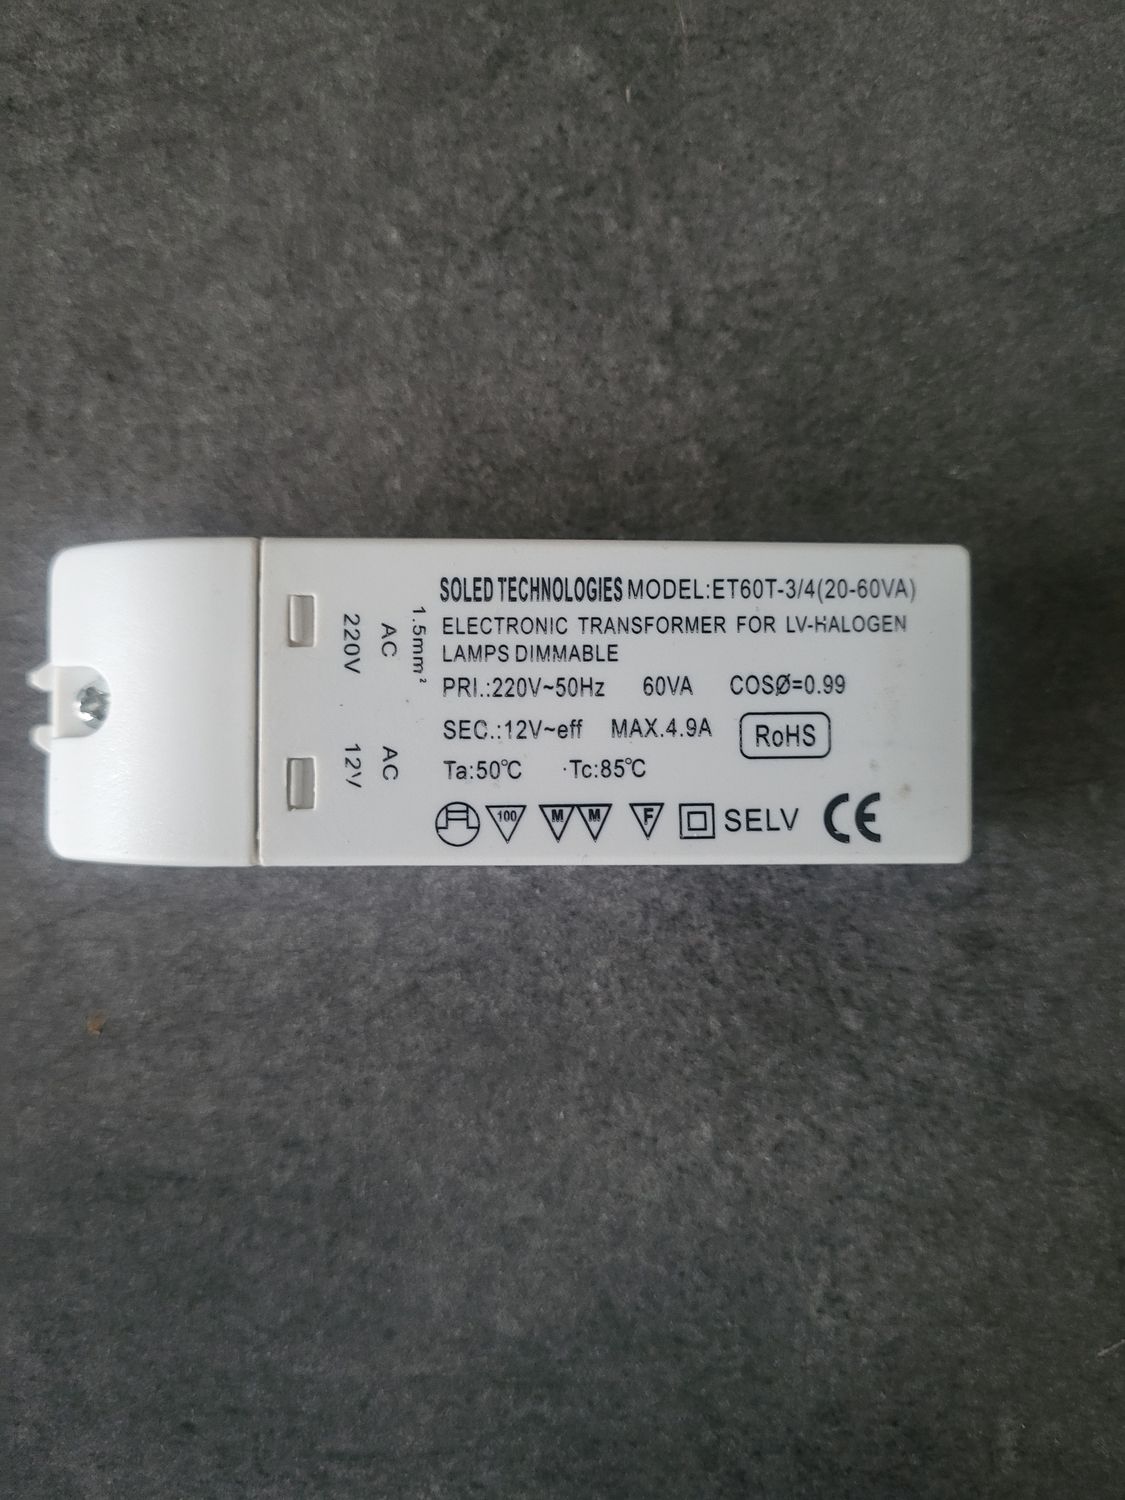 SOLED TECHNOLOGIES MODEL:ET60T-3/4(20-60VA)
ELECTRONIC TRANSFORMER FOR LV-HALOGEN
LAMPS DIMMABLE
PRI.:220V~50Hz 60VA COSØ=0.99
SEC.:12V~eff MAX.4.9A
RoHS
Ta:50℃ ·Tc:85℃
100 M M F SELV CE
1.5mm²
AC
220V
AC
12V